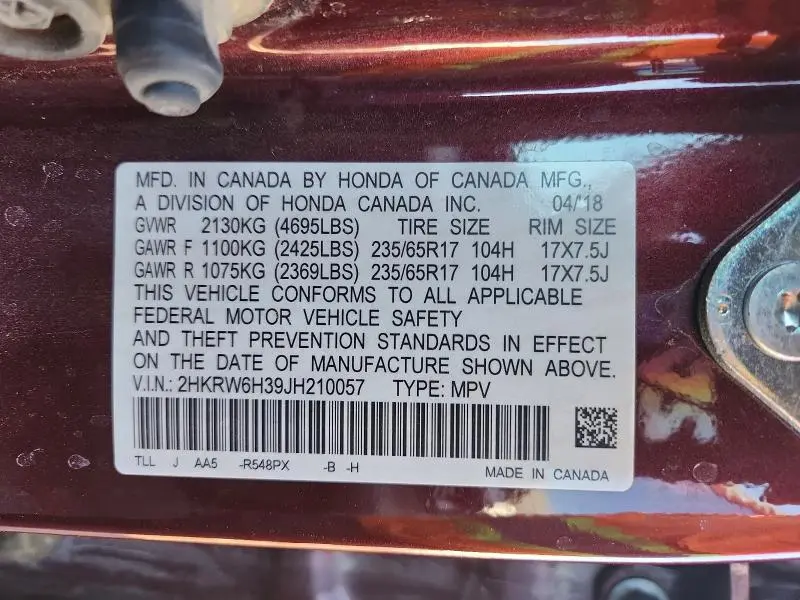 MFD. IN CANADA BY HONDA OF CANADA MFG.,
A DIVISION OF HONDA CANADA INC. 04/18
GVWR 2130KG (4695LBS) TIRE SIZE RIM SIZE
GAWR F 1100KG (2425LBS) 235/65R17 104H 17X7.5J
GAWR R 1075KG (2369LBS) 235/65R17 104H 17X7.5J
THIS VEHICLE CONFORMS TO ALL APPLICABLE
FEDERAL MOTOR VEHICLE SAFETY
AND THEFT PREVENTION STANDARDS IN EFFECT
ON THE DATE OF MANUFACTURE SHOWN ABOVE.
V.I.N.: 2HKRW6H39JH210057 TYPE: MPV
TLL J AA5 -R548PX -B -H
MADE IN CANADA